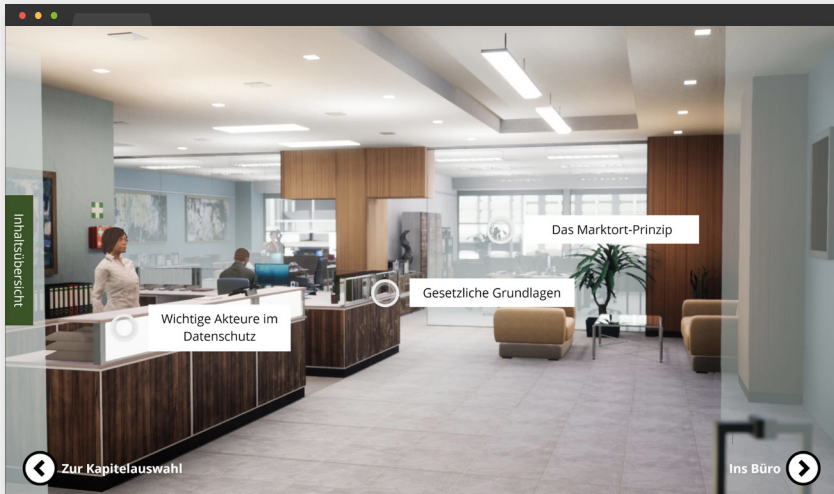 Inhaltsübersicht
Das Marktort-Prinzip
Gesetzliche Grundlagen
Wichtige Akteure im
Datenschutz
Zur Kapitelauswahl
Ins Büro